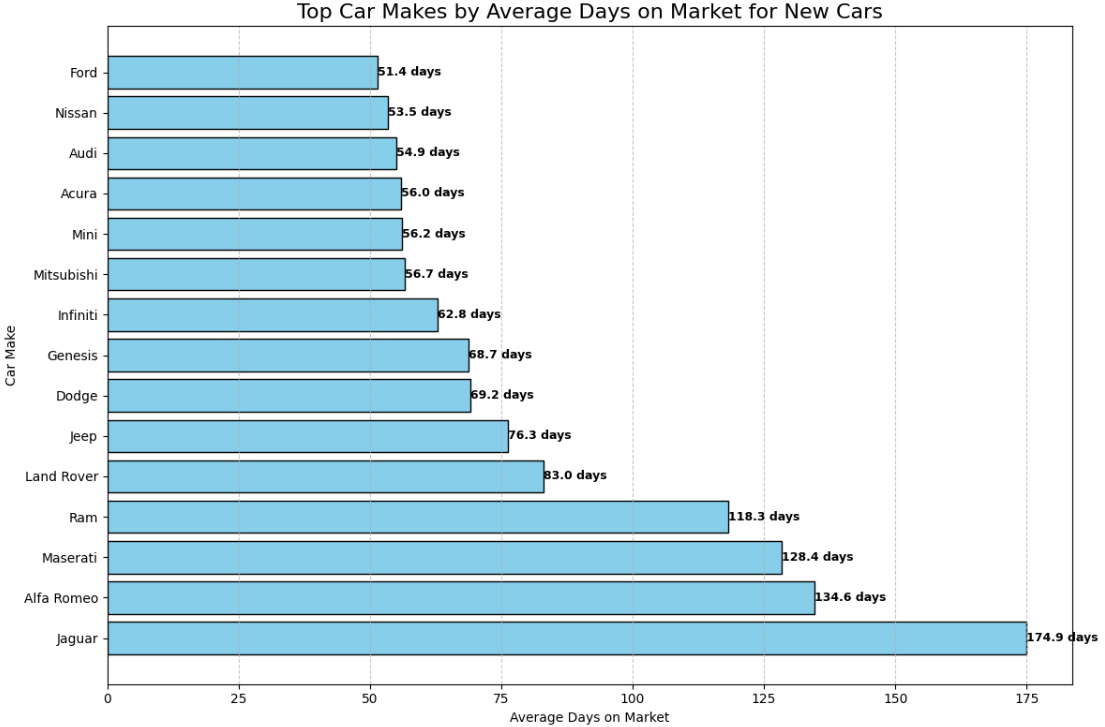 Top Car Makes by Average Days on Market for New Cars
Ford 51.4 days
Nissan 53.5 days
Audi 54.9 days
Acura 56.0 days
Mini 56.2 days
Mitsubishi 56.7 days
Infiniti 62.8 days
Genesis 68.7 days
Dodge 69.2 days
Jeep 76.3 days
Land Rover 83.0 days
Ram 118.3 days
Maserati 128.4 days
Alfa Romeo 134.6 days
Jaguar 174.9 days
Car Make
0 25 50 75 100 125 150 175
Average Days on Market